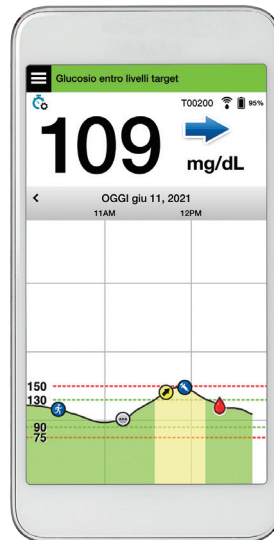 Glucosio entro livelli target
T00200 95%
109
mg/dL
OGGI giu 11, 2021
11AM 12PM
150
130
90
75